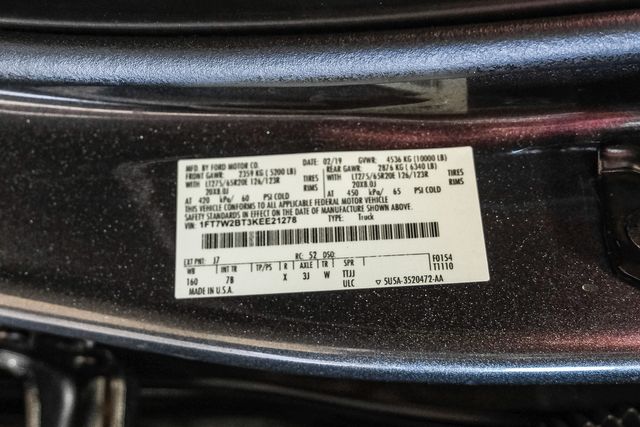 MFD. BY FORD MOTOR CO. DATE: 02/19 GVWR: 4536 KG (10000 LB)
FRONT GAWR: 2359 KG (5200 LB) REAR GAWR: 2876 KG (6340 LB)
WITH LT275/65R20E 126/123R TIRES WITH LT275/65R20E 126/123R TIRES
20X8.0J RIMS 20X8.0J RIMS
AT 420 kPa/ 60 PSI COLD AT 450 kPa/ 65 PSI COLD
THIS VEHICLE CONFORMS TO ALL APPLICABLE FEDERAL MOTOR VEHICLE
SAFETY STANDARDS IN EFFECT ON THE DATE OF MANUFACTURE SHOWN ABOVE.
VIN: 1FT7W2BT3KEE21278 TYPE: Truck
EXT PNT: J7 RC: 52 DSO: F0154
WB INT TR TP/PS R AXLE TR SPR T1110
160 7B X 3J W TTJJ
MADE IN U.S.A. ULC ▽ 5U5A-3520472-AA